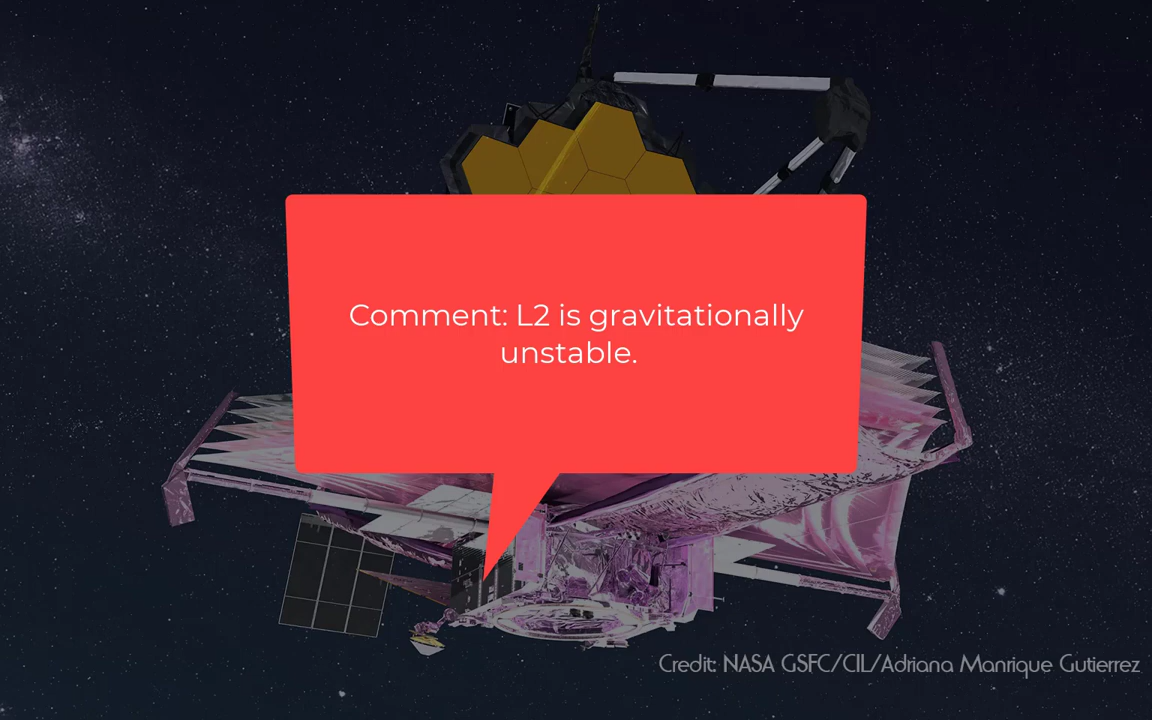 Comment: L2 is gravitationally
unstable.
Credit: NASA GSFC/CIL/Adriana Manrique Gutierrez